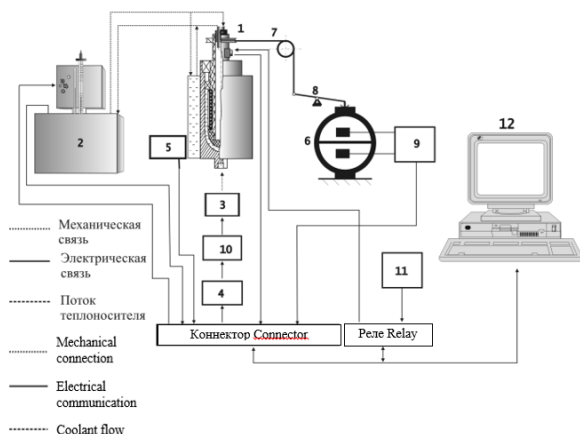 1
7
8
2
5
6
9
12
3
10
11
4
Механическая
связь
Электрическая
связь
Поток
теплоносителя
Mechanical
connection
Electrical
communication
Coolant flow
Коннектор Connector
Реле Relay